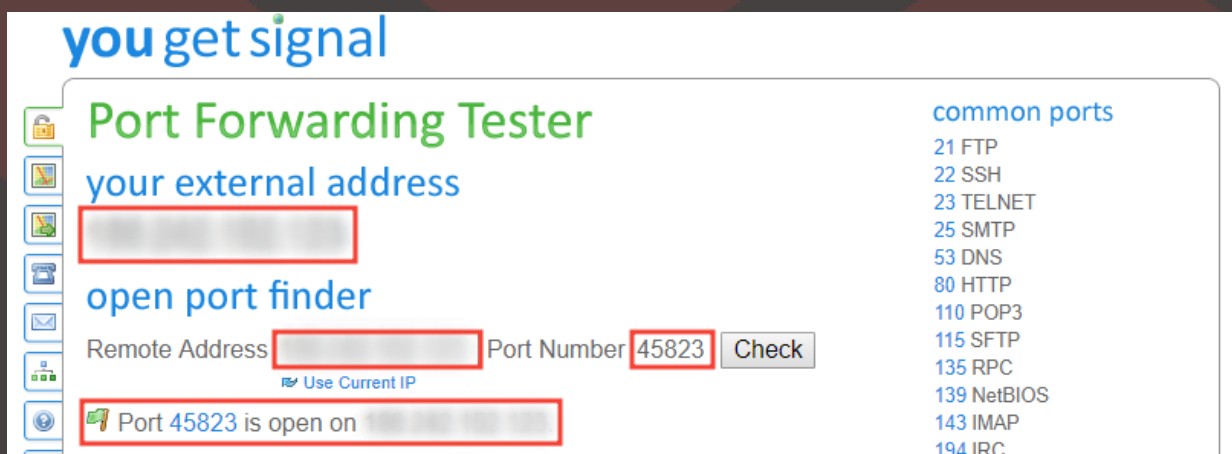 you get signal
Port Forwarding Tester
your external address
open port finder
Remote Address Port Number 45823 Check
Use Current IP
Port 45823 is open on
common ports
21 FTP
22 SSH
23 TELNET
25 SMTP
53 DNS
80 HTTP
110 POP3
115 SFTP
135 RPC
139 NetBIOS
143 IMAP
194 IRC